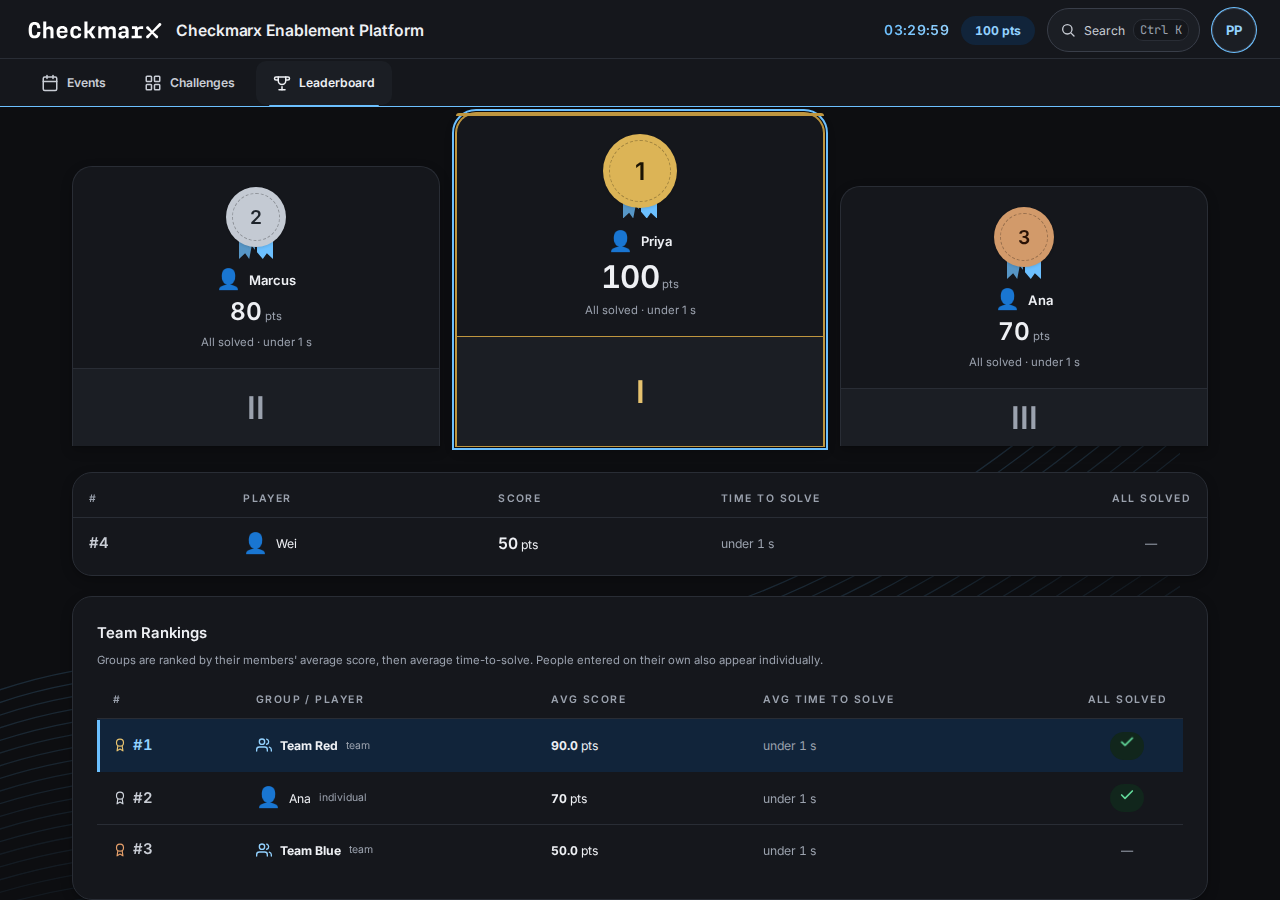 Checkmarx Checkmarx Enablement Platform 03:29:59 100 pts Search Ctrl K PP
Events Challenges Leaderboard
1
2
3
Priya
100 pts
All solved · under 1 s
Marcus
80 pts
All solved · under 1 s
Ana
70 pts
All solved · under 1 s
II
I
III
# PLAYER SCORE TIME TO SOLVE ALL SOLVED
#4 Wei 50 pts under 1 s —
Team Rankings
Groups are ranked by their members' average score, then average time-to-solve. People entered on their own also appear individually.
# GROUP / PLAYER AVG SCORE AVG TIME TO SOLVE ALL SOLVED
#1 Team Red team 90.0 pts under 1 s
#2 Ana individual 70 pts under 1 s
#3 Team Blue team 50.0 pts under 1 s —